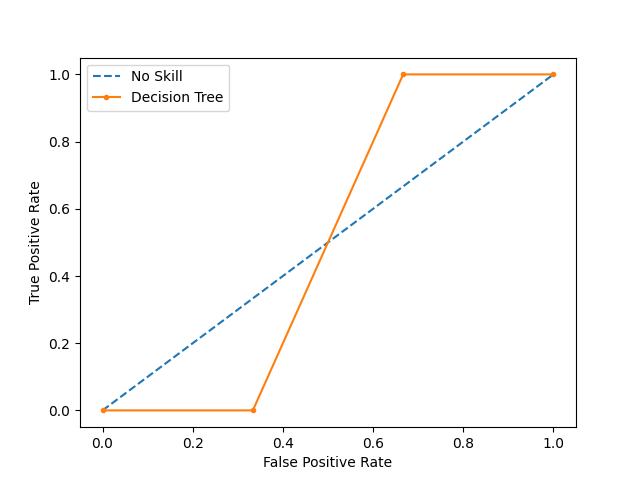 No Skill
Decision Tree
1.0
0.8
0.6
0.4
0.2
0.0
True Positive Rate
0.0 0.2 0.4 0.6 0.8 1.0
False Positive Rate